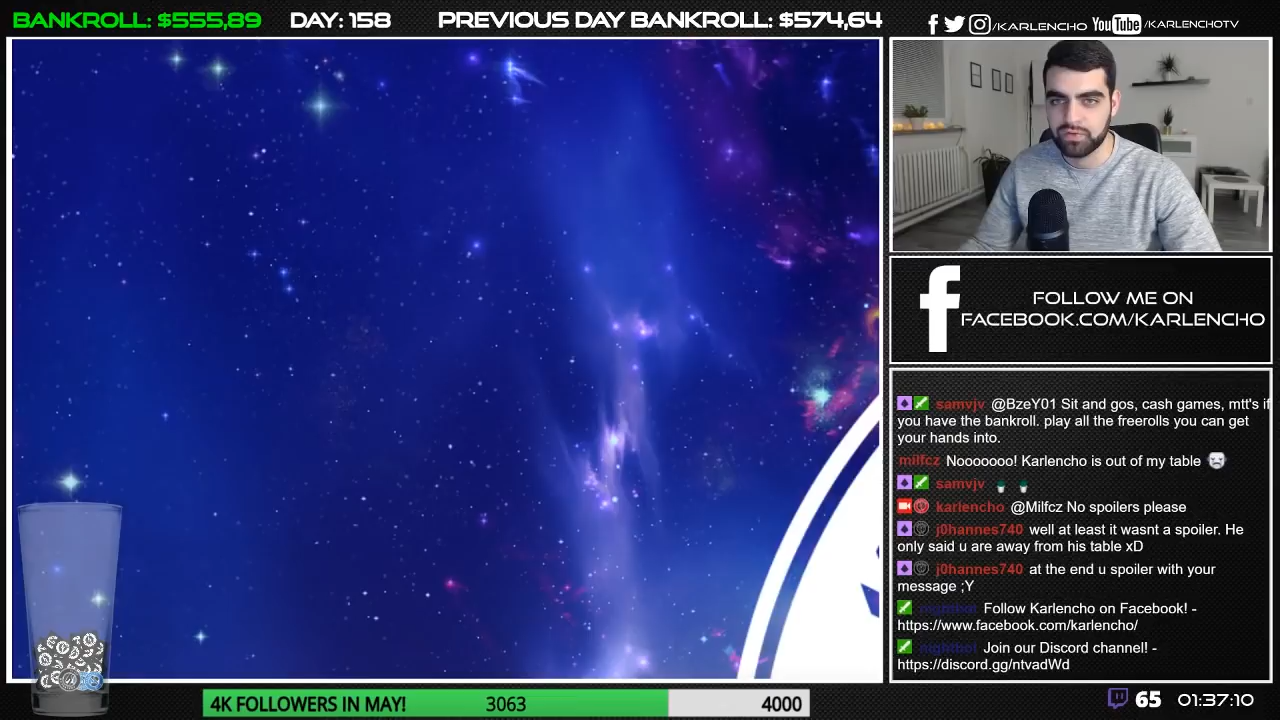 BANKROLL: $555,89 DAY: 158 PREVIOUS DAY BANKROLL: $574,64
/KARLENCHO You Tube /KARLENCHOTV
FOLLOW ME ON
FACEBOOK.COM/KARLENCHO
samvjv @BzeY01 Sit and gos, cash games, mtt's if
you have the bankroll. play all the freerolls you can get
your hands into.
milfcz Nooooooo! Karlencho is out of my table
samvjv
karlencho @Milfcz No spoilers please
j0hannes740 well at least it wasnt a spoiler. He
only said u are away from his table xD
j0hannes740 at the end u spoiler with your
message ;Y
nightbot Follow Karlencho on Facebook! -
https://www.facebook.com/karlencho/
nightbot Join our Discord channel! -
https://discord.gg/ntvadWd
4K FOLLOWERS IN MAY! 3063 4000
65 01:37:10